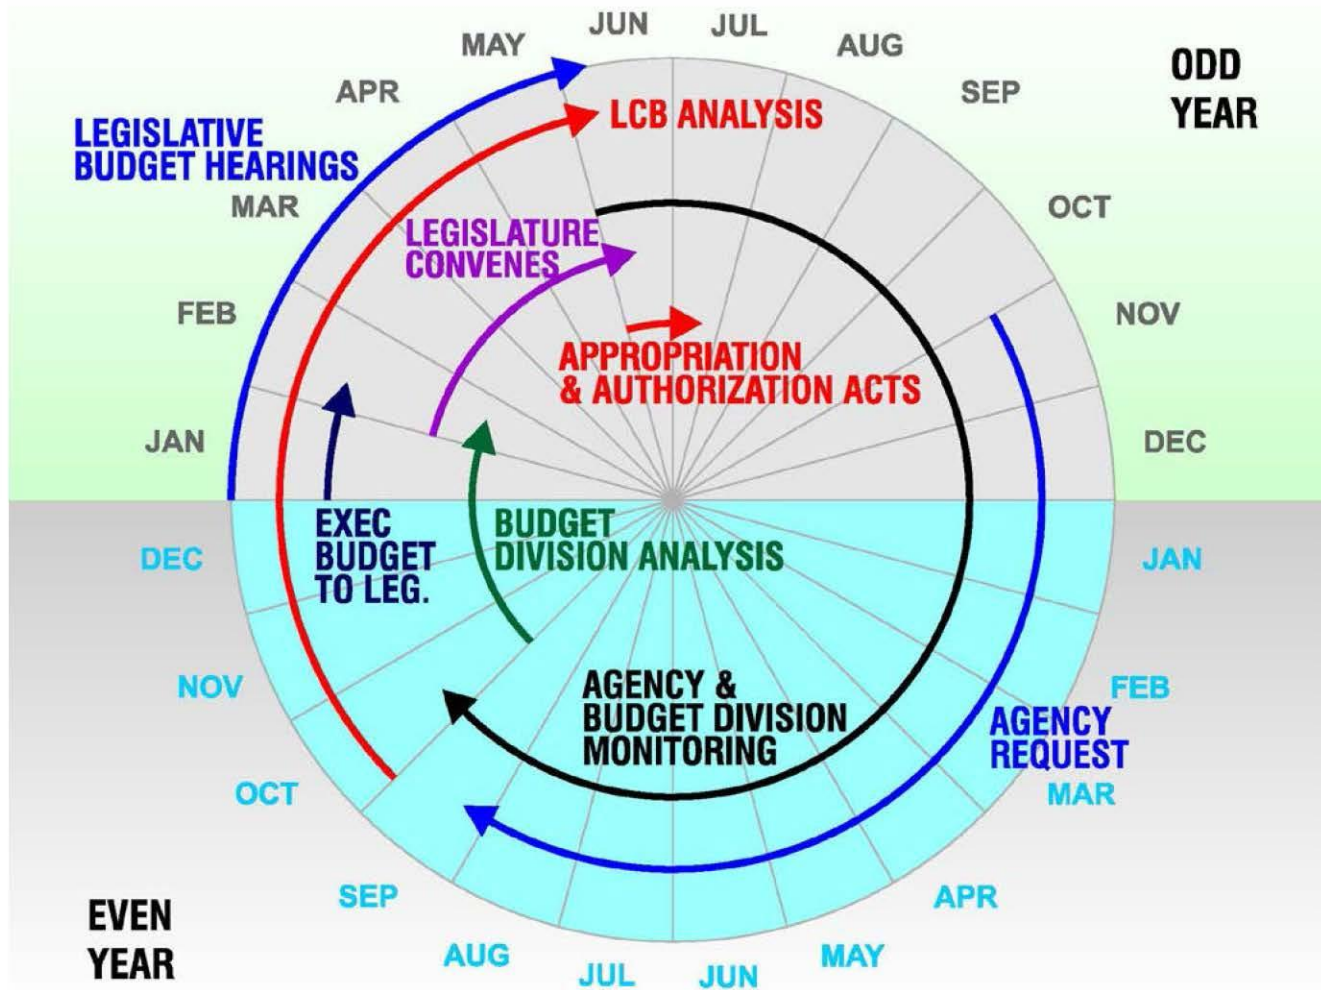 JUN
JUL
MAY
AUG
ODD
YEAR
APR
SEP
LCB ANALYSIS
LEGISLATIVE
BUDGET HEARINGS
MAR
OCT
LEGISLATURE
CONVENES
FEB
NOV
APPROPRIATION
& AUTHORIZATION ACTS
JAN
DEC
EXEC
BUDGET
TO LEG.
BUDGET
DIVISION ANALYSIS
DEC
JAN
NOV
FEB
AGENCY &
BUDGET DIVISION
MONITORING
AGENCY
REQUEST
OCT
MAR
SEP
APR
EVEN
YEAR
AUG
MAY
JUL
JUN